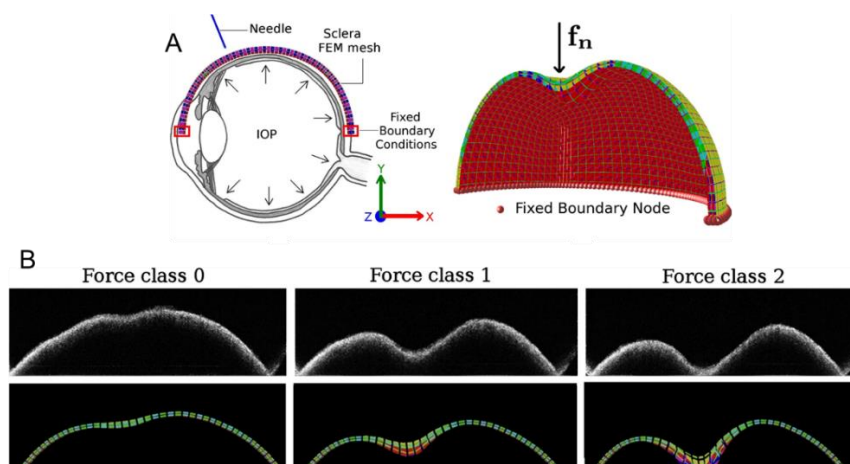 A
Needle
Sclera
FEM mesh
IOP
Fixed
Boundary
Conditions
Y
Z
X
fn
Fixed Boundary Node
B
Force class 0
Force class 1
Force class 2